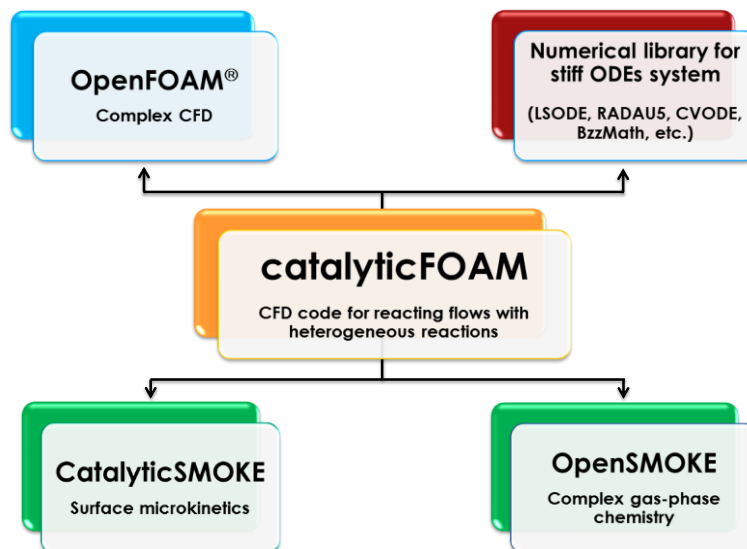 OpenFOAM®
Complex CFD
Numerical library for
stiff ODEs system
(LSODE, RADAU5, CVODE,
BzzMath, etc.)
catalyticFOAM
CFD code for reacting flows with
heterogeneous reactions
CatalyticSMOKE
Surface microkinetics
OpenSMOKE
Complex gas-phase
chemistry